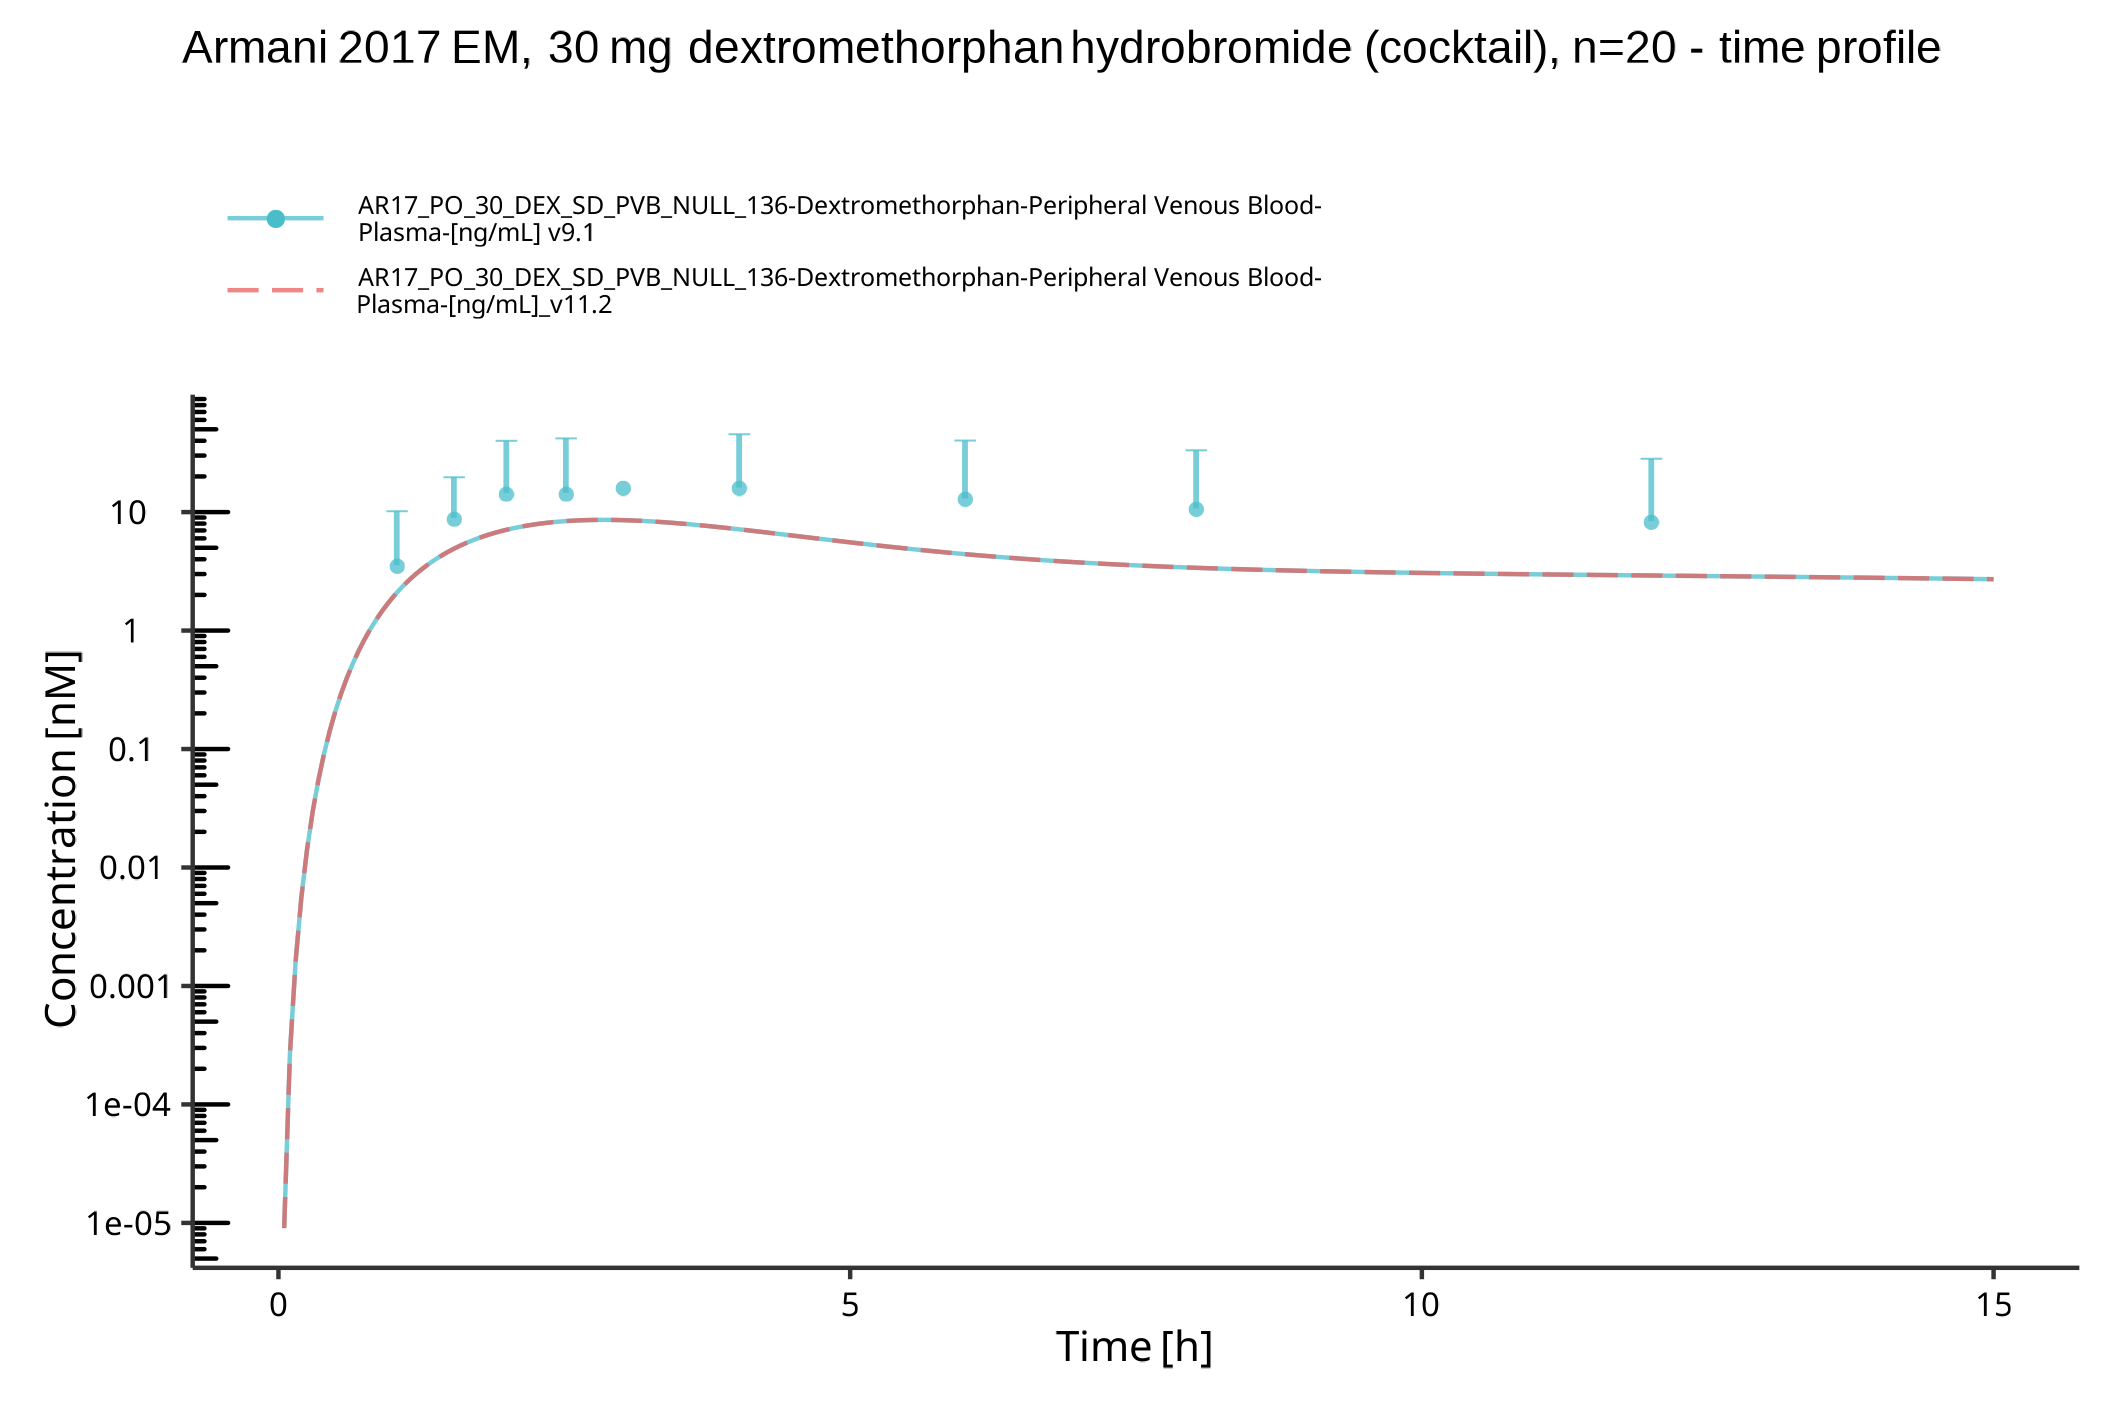 Armani 2017 EM, 30 mg dextromethorphan hydrobromide (cocktail), n=20 - time profile
AR17_PO_30_DEX_SD_PVB_NULL_136-Dextromethorphan-Peripheral Venous Blood-
Plasma-[ng/mL] v9.1
AR17_PO_30_DEX_SD_PVB_NULL_136-Dextromethorphan-Peripheral Venous Blood-
Plasma-[ng/mL]_v11.2
Concentration [nM]
10
1
0.1
0.01
0.001
1e-04
1e-05
0
5
10
15
Time [h]